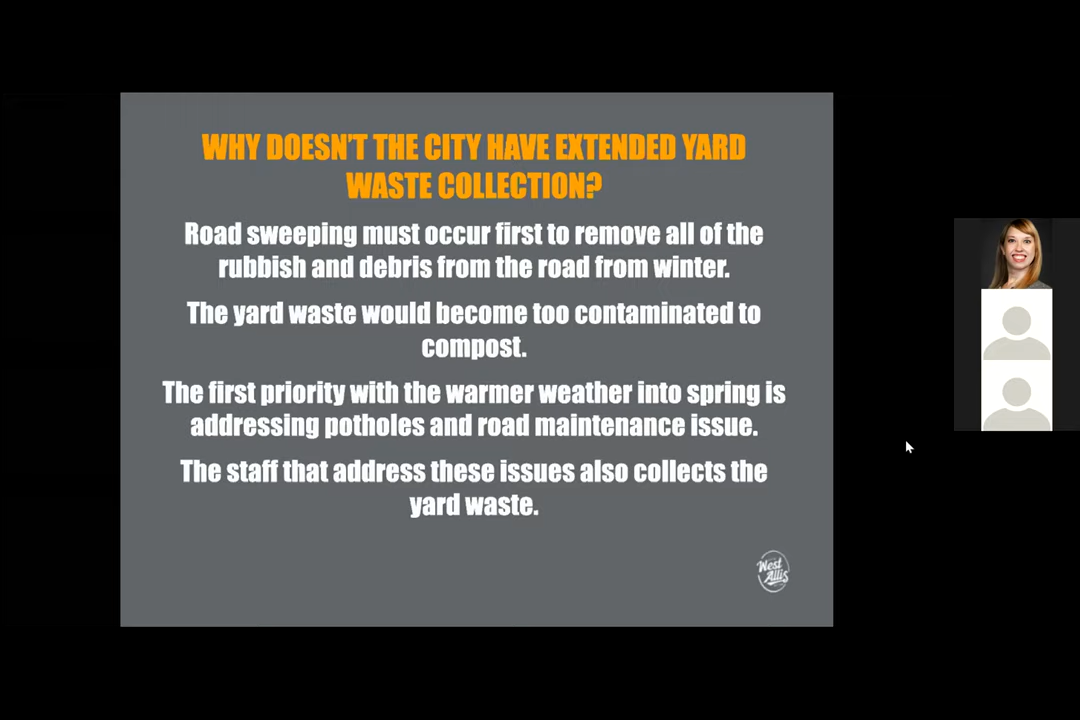 WHY DOESN'T THE CITY HAVE EXTENDED YARD
WASTE COLLECTION?
Road sweeping must occur first to remove all of the
rubbish and debris from the road from winter.
The yard waste would become too contaminated to
compost.
The first priority with the warmer weather into spring is
addressing potholes and road maintenance issue.
The staff that address these issues also collects the
yard waste.
West
Allis